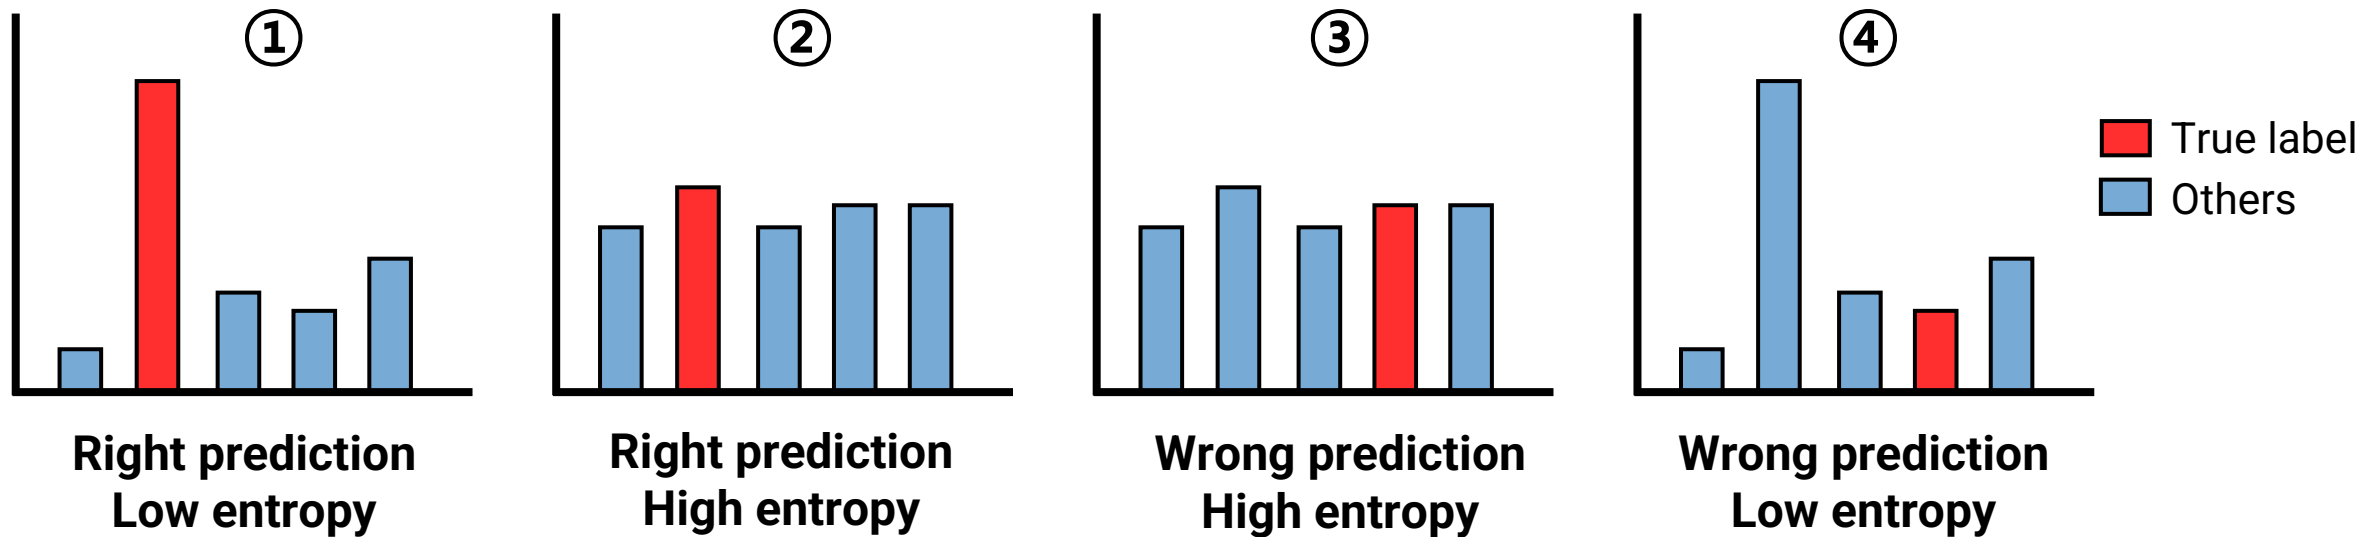 ①
②
③
④
True label
Others
Right prediction
Low entropy
Right prediction
High entropy
Wrong prediction
High entropy
Wrong prediction
Low entropy